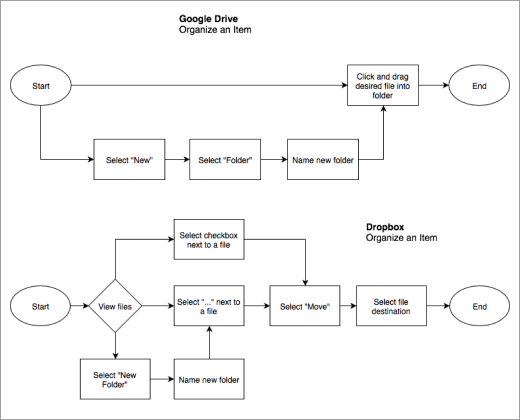 Google Drive
Organize an Item
Start
Click and drag
desired file into
folder
End
Select "New"
Select "Folder"
Name new folder
Dropbox
Organize an Item
Select checkbox
next to a file
Start
View files
Select "..." next to
a file
Select "Move"
Select file
destination
End
Select "New
Folder"
Name new folder